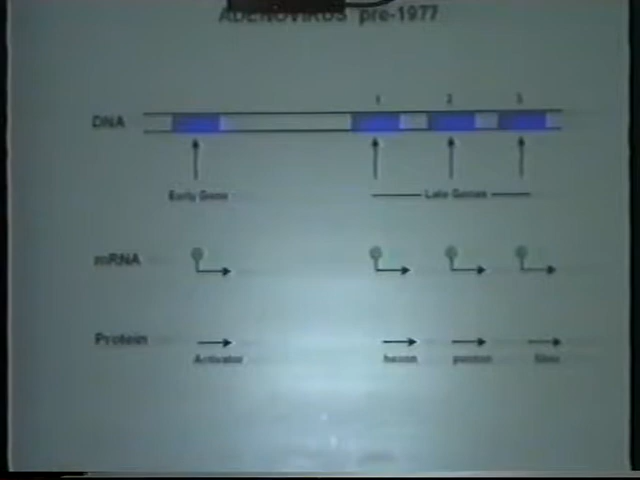 ADENOVIRUS pre-1977
1 2 3
DNA
Early Gene Late Genes
mRNA
Protein
Activator hexon penton fiber